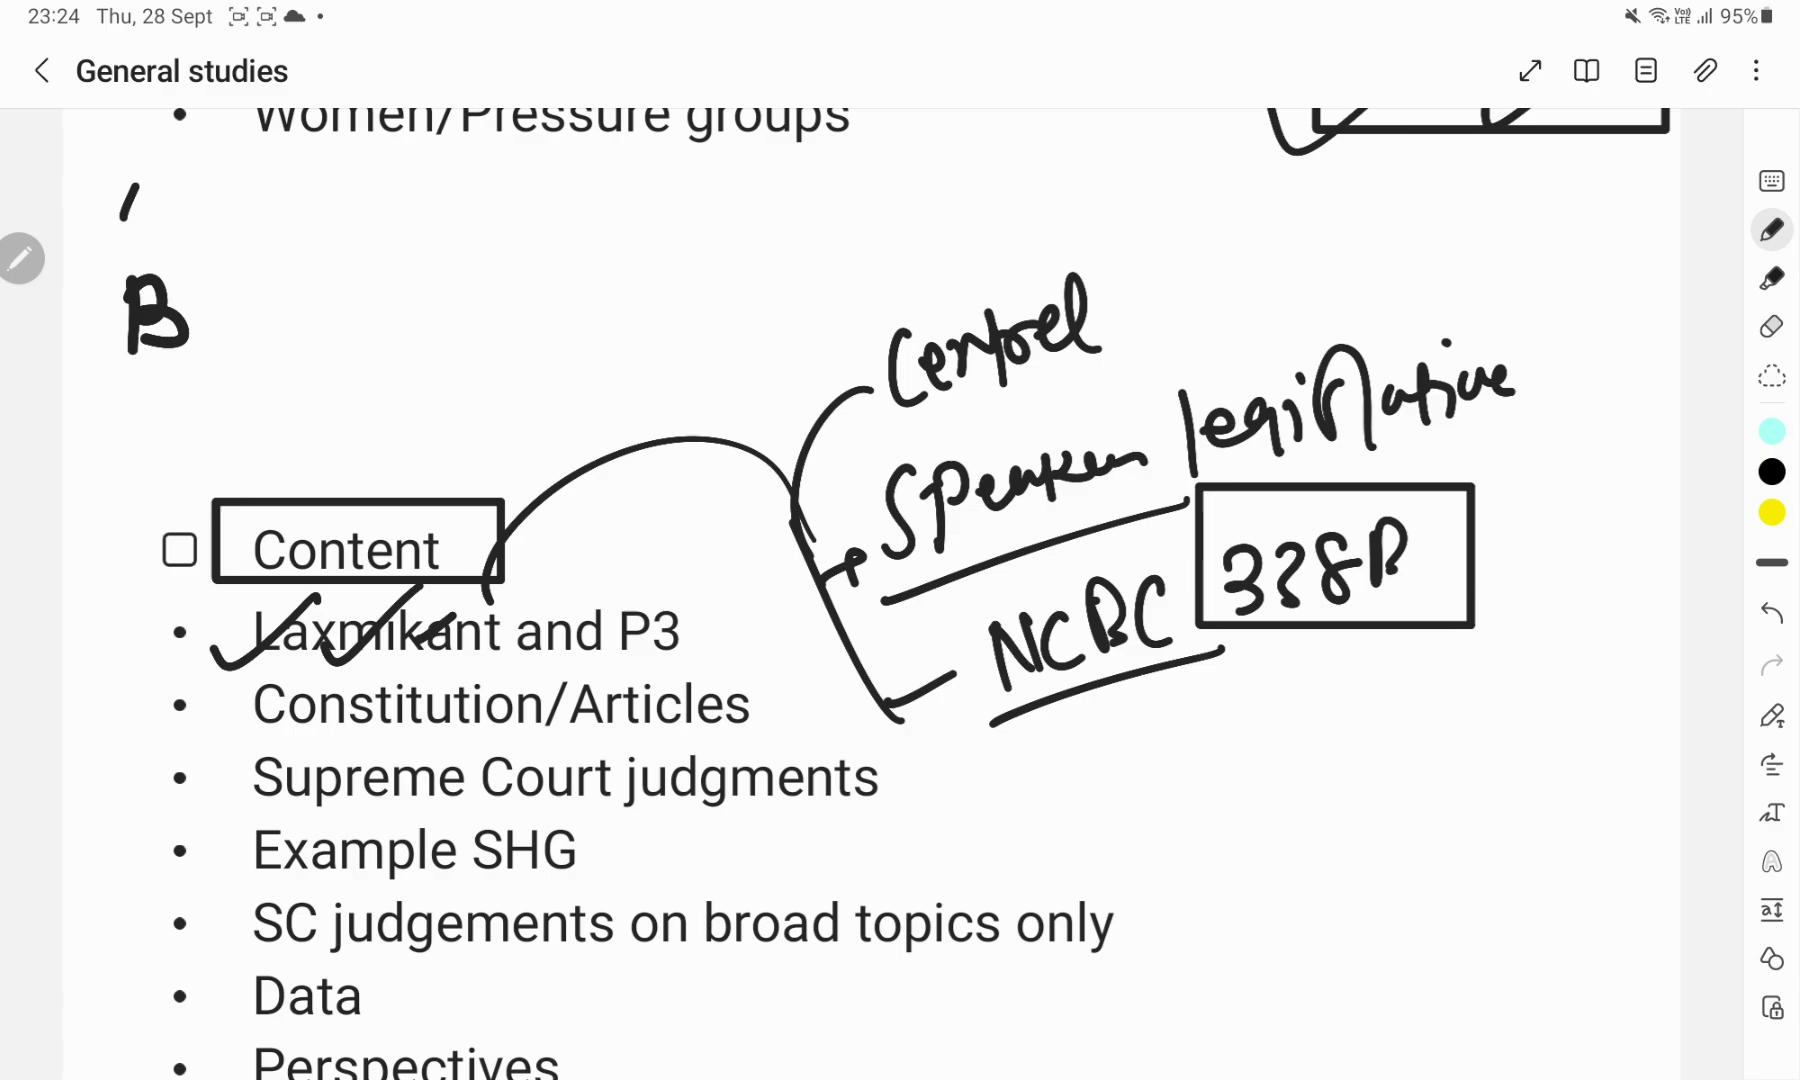 23:24 Thu, 28 Sept 95%
General studies
• Women/Pressure groups
B
Central
Speaker legislative
Content
NCBC 338B
• Laxmikant and P3
• Constitution/Articles
• Supreme Court judgments
• Example SHG
• SC judgements on broad topics only
• Data
• Perspectives